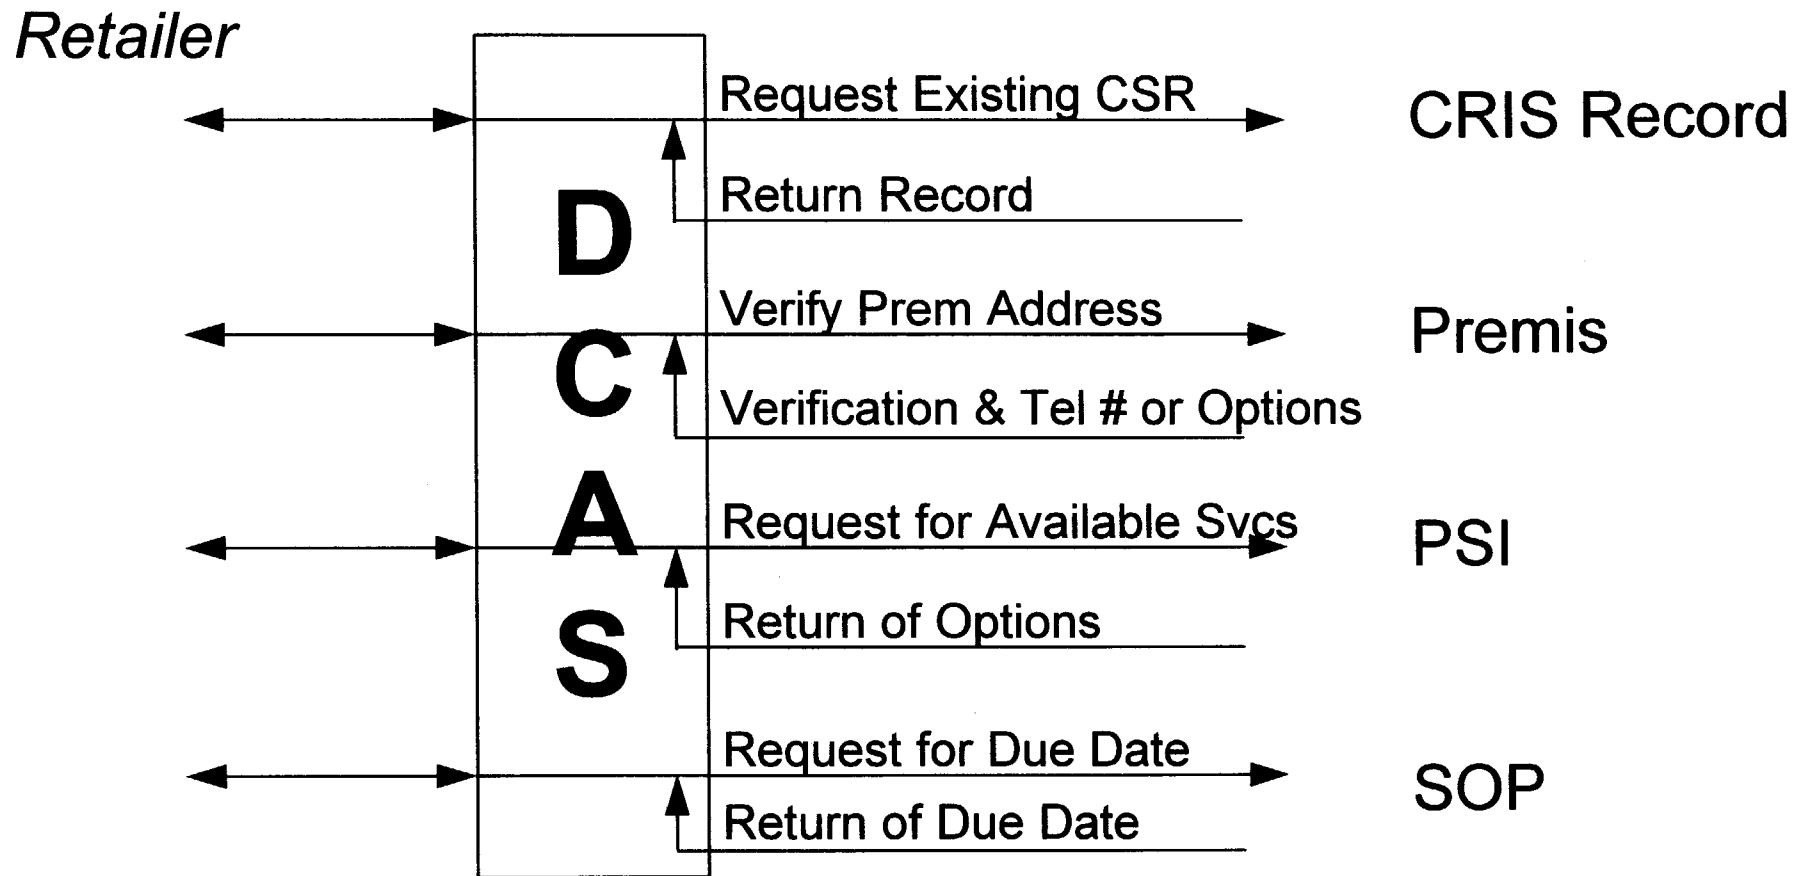 Retailer
Request Existing CSR
CRIS Record
Return Record
D
Verify Prem Address
Premis
C
Verification & Tel # or Options
A
Request for Available Svcs
PSI
Return of Options
S
Request for Due Date
SOP
Return of Due Date